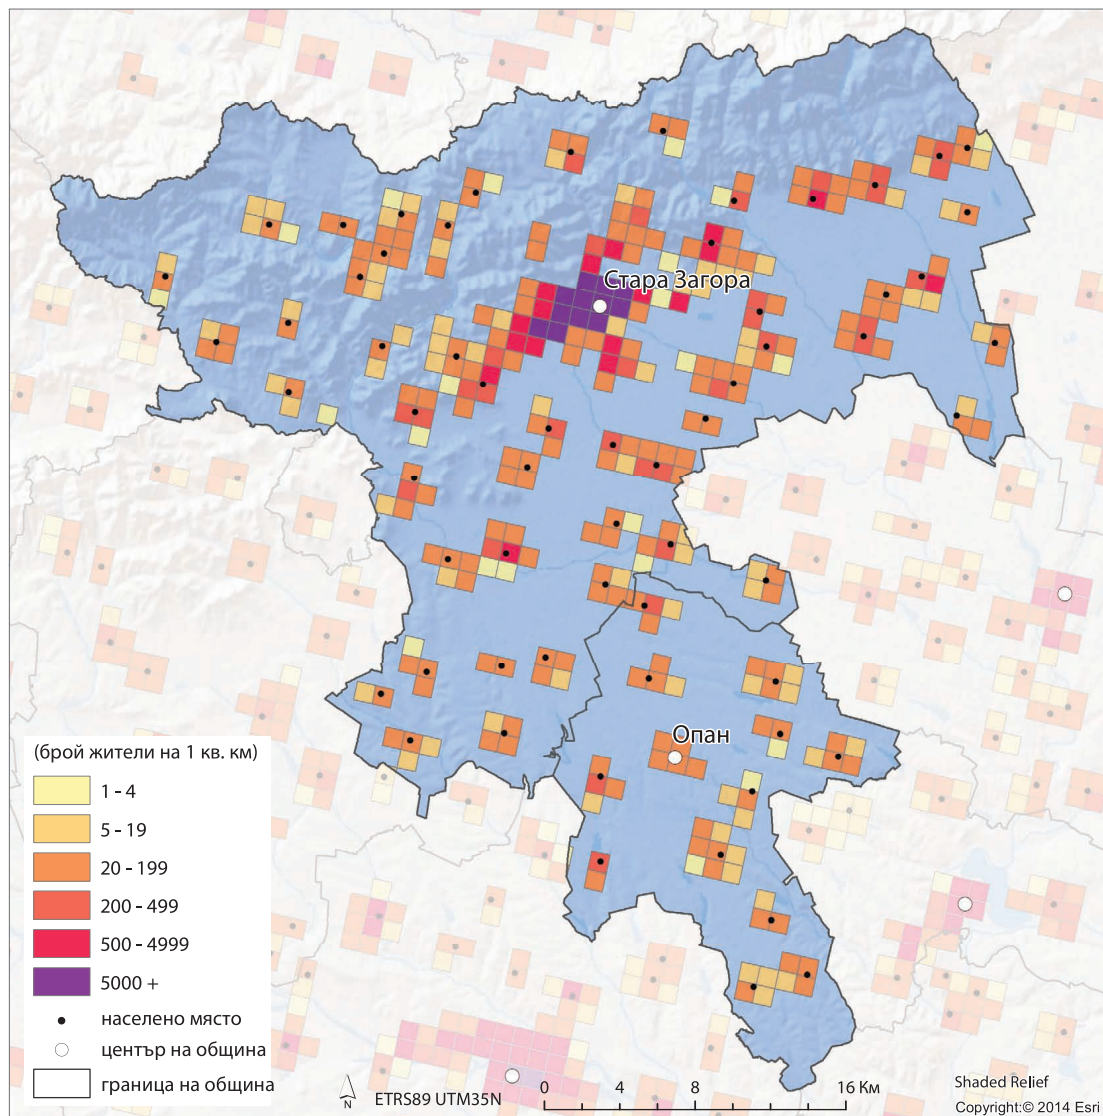 Стара Загора
Опан
(брой жители на 1 кв. км)
1 - 4
5 - 19
20 - 199
200 - 499
500 - 4999
5000 +
населено място
център на община
граница на община
N
ETRS89 UTM35N
0 4 8 16 Км
Shaded Relief
Copyright:© 2014 Esri